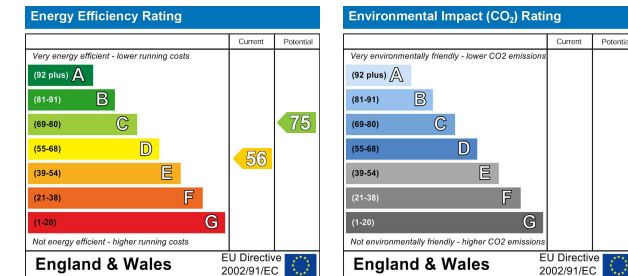 Energy Efficiency Rating
Current Potential
Very energy efficient - lower running costs
(92 plus) A
(81-91) B
(69-80) C
75
(55-68) D
56
(39-54) E
(21-38) F
(1-20) G
Not energy efficient - higher running costs
England & Wales
EU Directive
2002/91/EC
Environmental Impact (CO₂) Rating
Current Potential
Very environmentally friendly - lower CO2 emissions
(92 plus) A
(81-91) B
(69-80) C
(55-68) D
(39-54) E
(21-38) F
(1-20) G
Not environmentally friendly - higher CO2 emissions
England & Wales
EU Directive
2002/91/EC